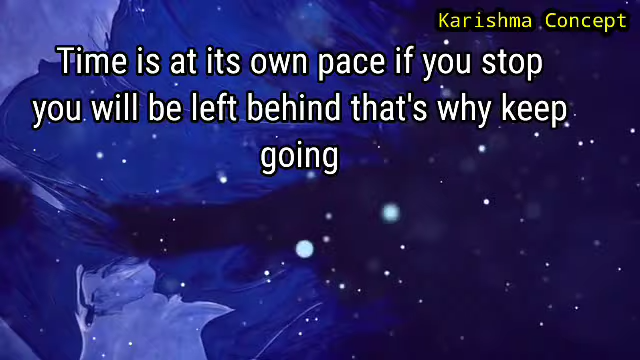 Karishma Concept
Time is at its own pace if you stop
you will be left behind that's why keep
going